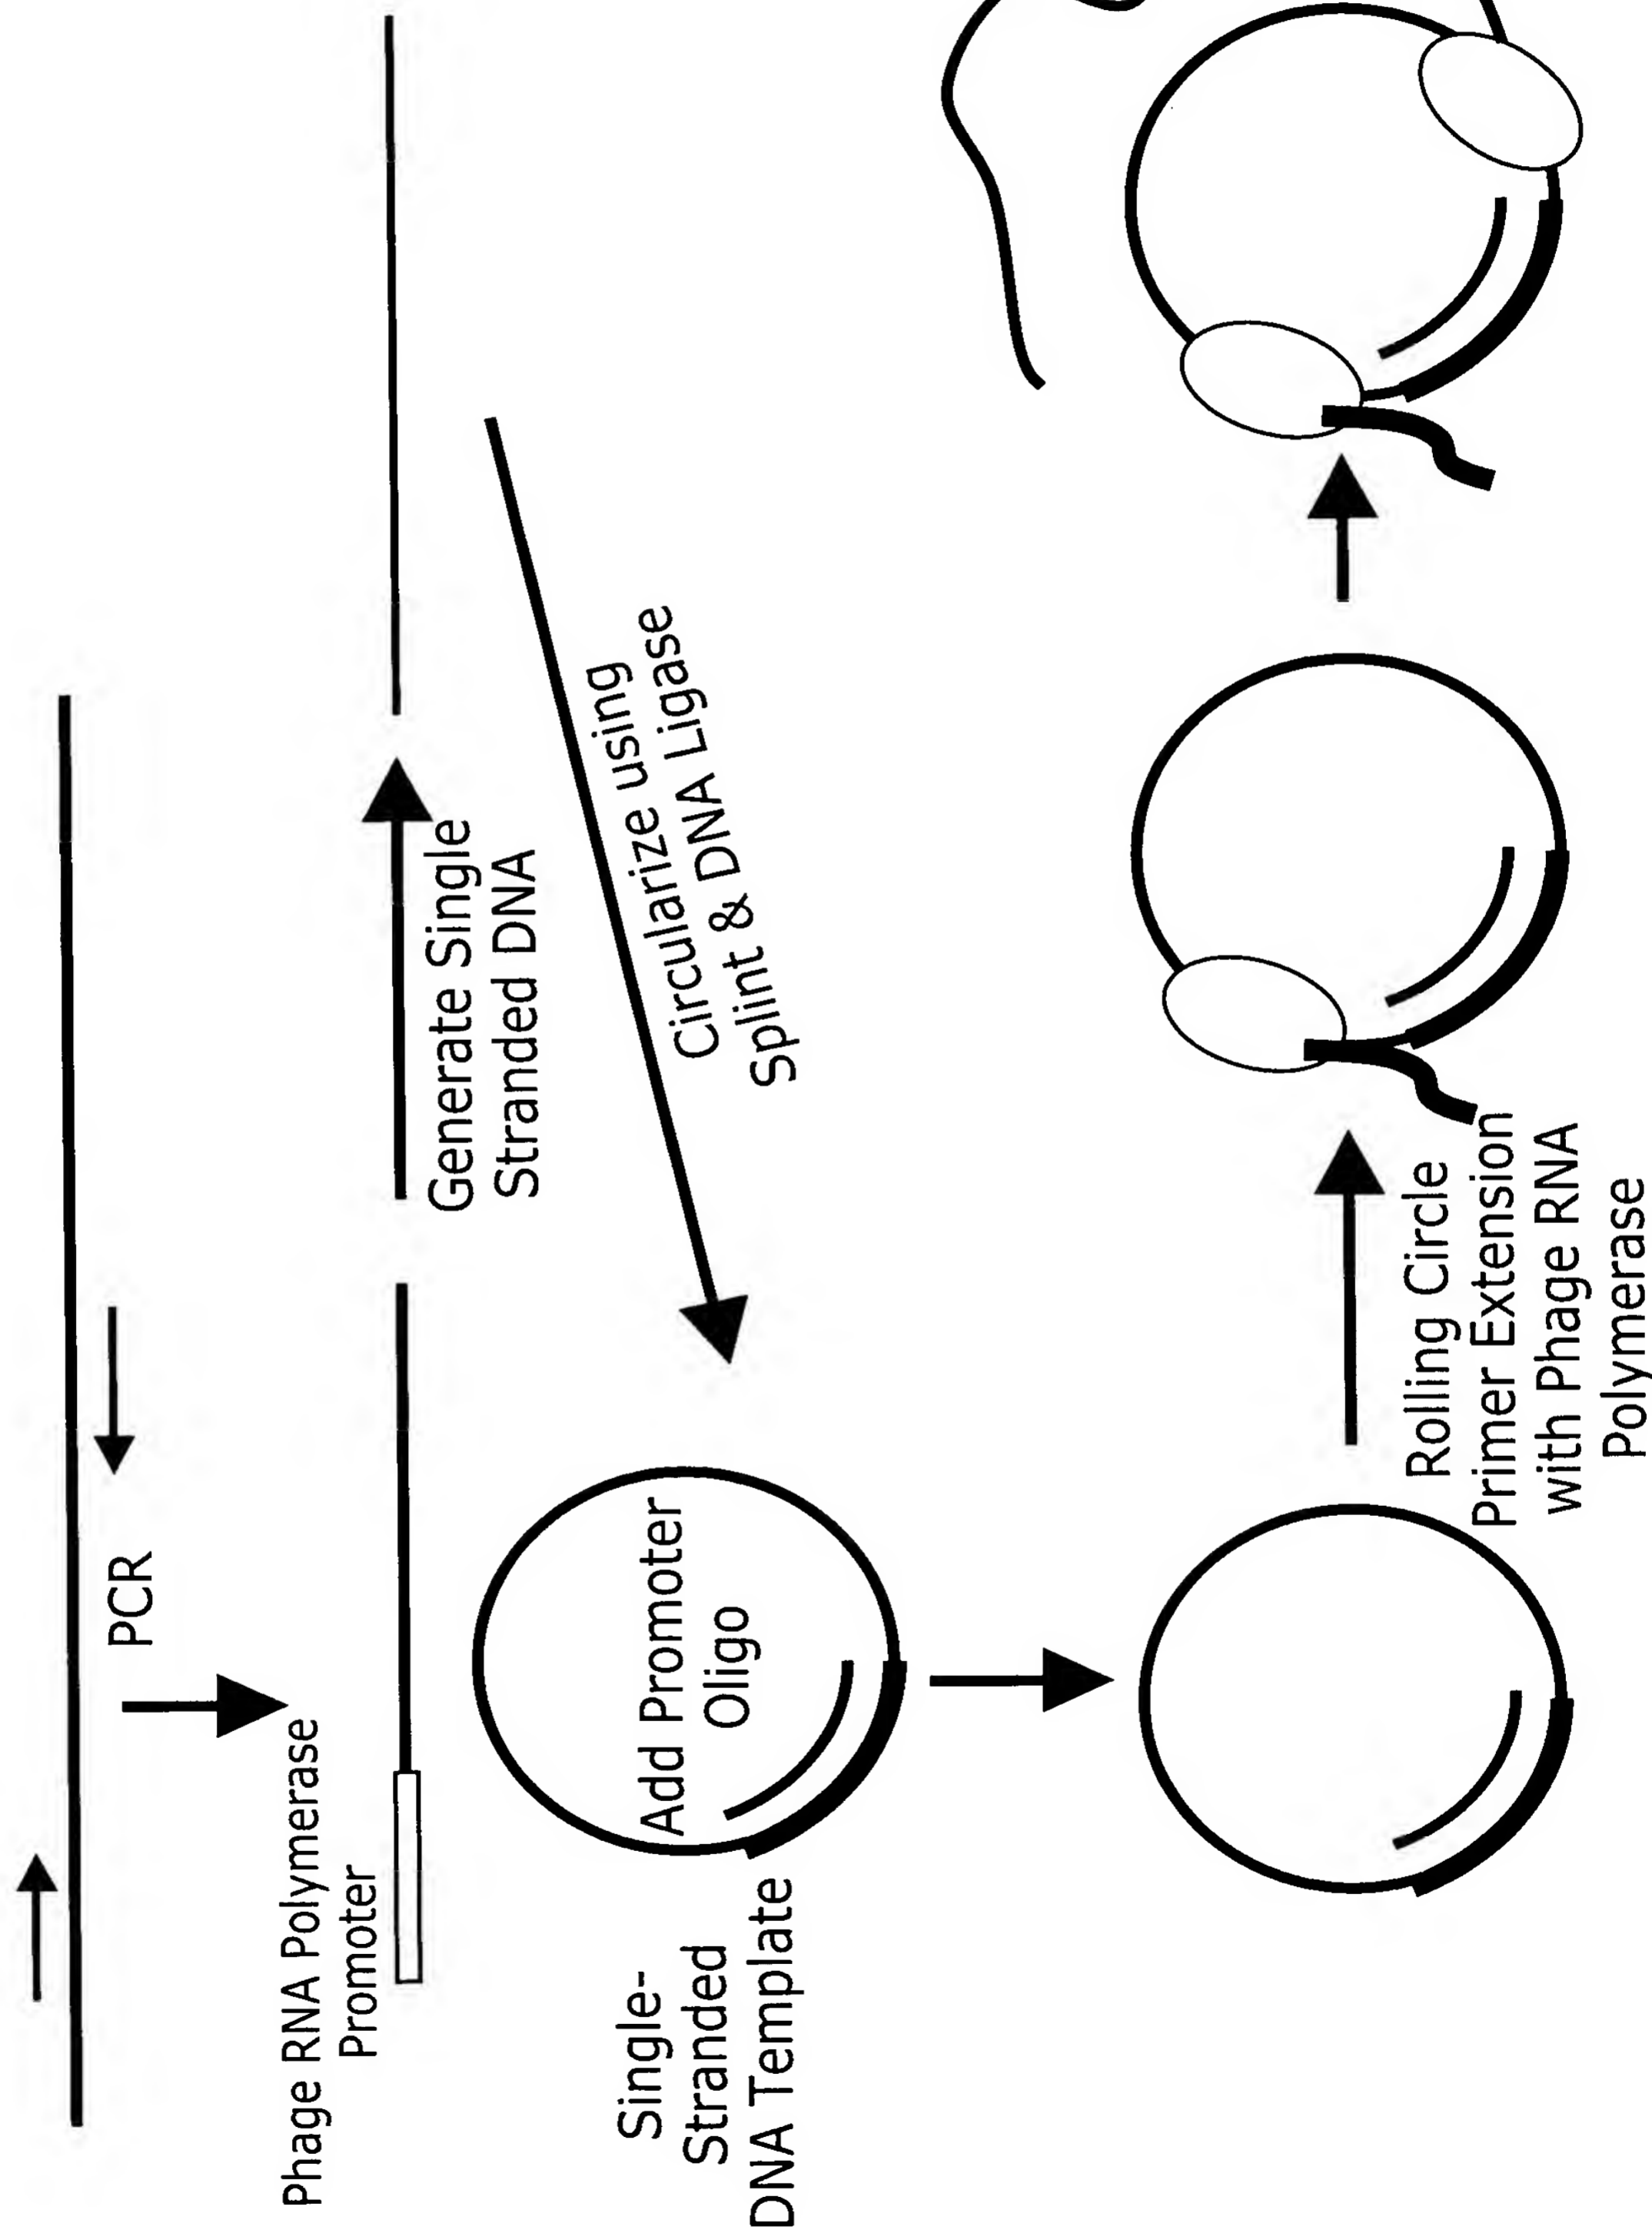 PCR
Phage RNA Polymerase
Promoter
Generate Single
Stranded DNA
Circularize using
Splint & DNA Ligase
Single-
Stranded
DNA Template
Add Promoter
Oligo
Rolling Circle
Primer Extension
with Phage RNA
Polymerase